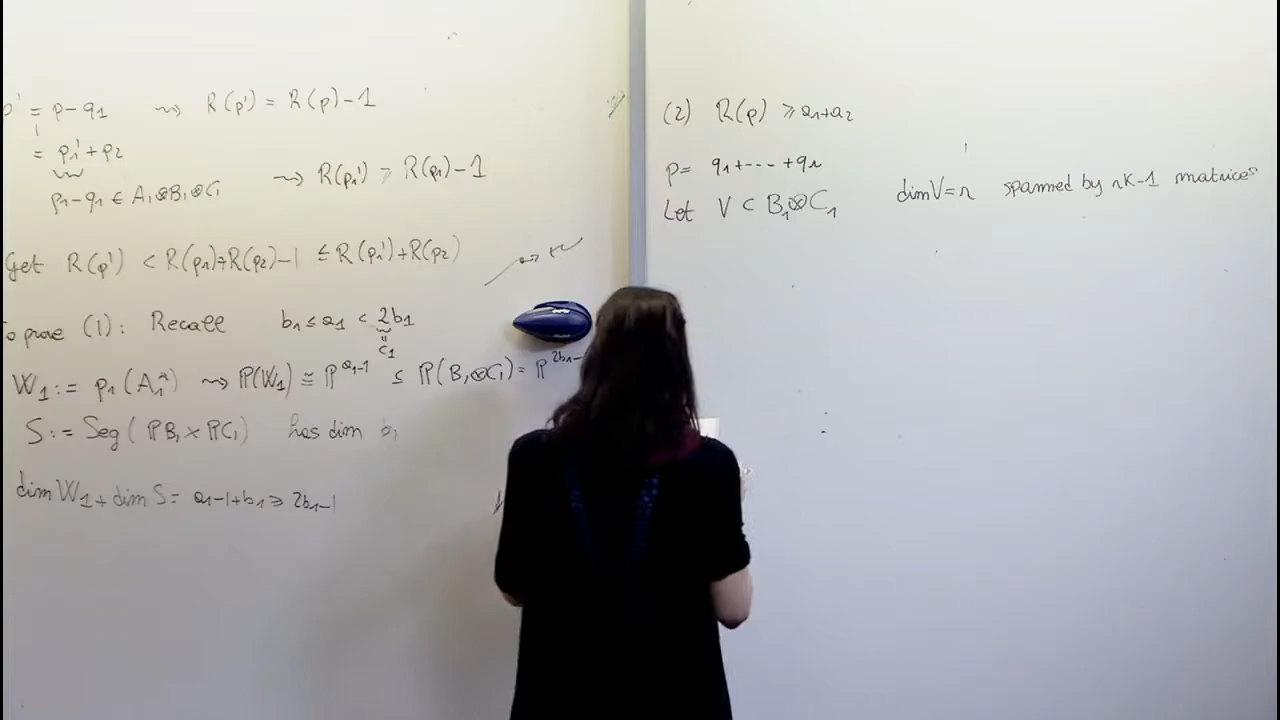 p' = p-q₁ ⇝ R(p') = R(p)-1
= p₁'+p₂
p₁-q₁ ∈ A₁⊗B₁⊗C₁ ⇝ R(p₁') ≥ R(p₁)-1
Get R(p') < R(p₁)+R(p₂)-1 ≤ R(p₁')+R(p₂)
To prove (1): Recall b₁ ≤ a₁ < 2b₁
= c₁
W₁ := p₁(A₁*) ⇝ P(W₁) ≅ P^{a₁-1} ⊆ P(B₁⊗C₁) = P^{2b₁-
S := Seg(PB₁×PC₁) has dim b₁
dim W₁ + dim S = a₁-1+b₁ ≥ 2b₁-1
(2) R(p) ≥ a₁+a₂
p = q₁+---+qr
Let V ⊂ B₁⊗C₁ dim V = r spanned by rk-1 matrices